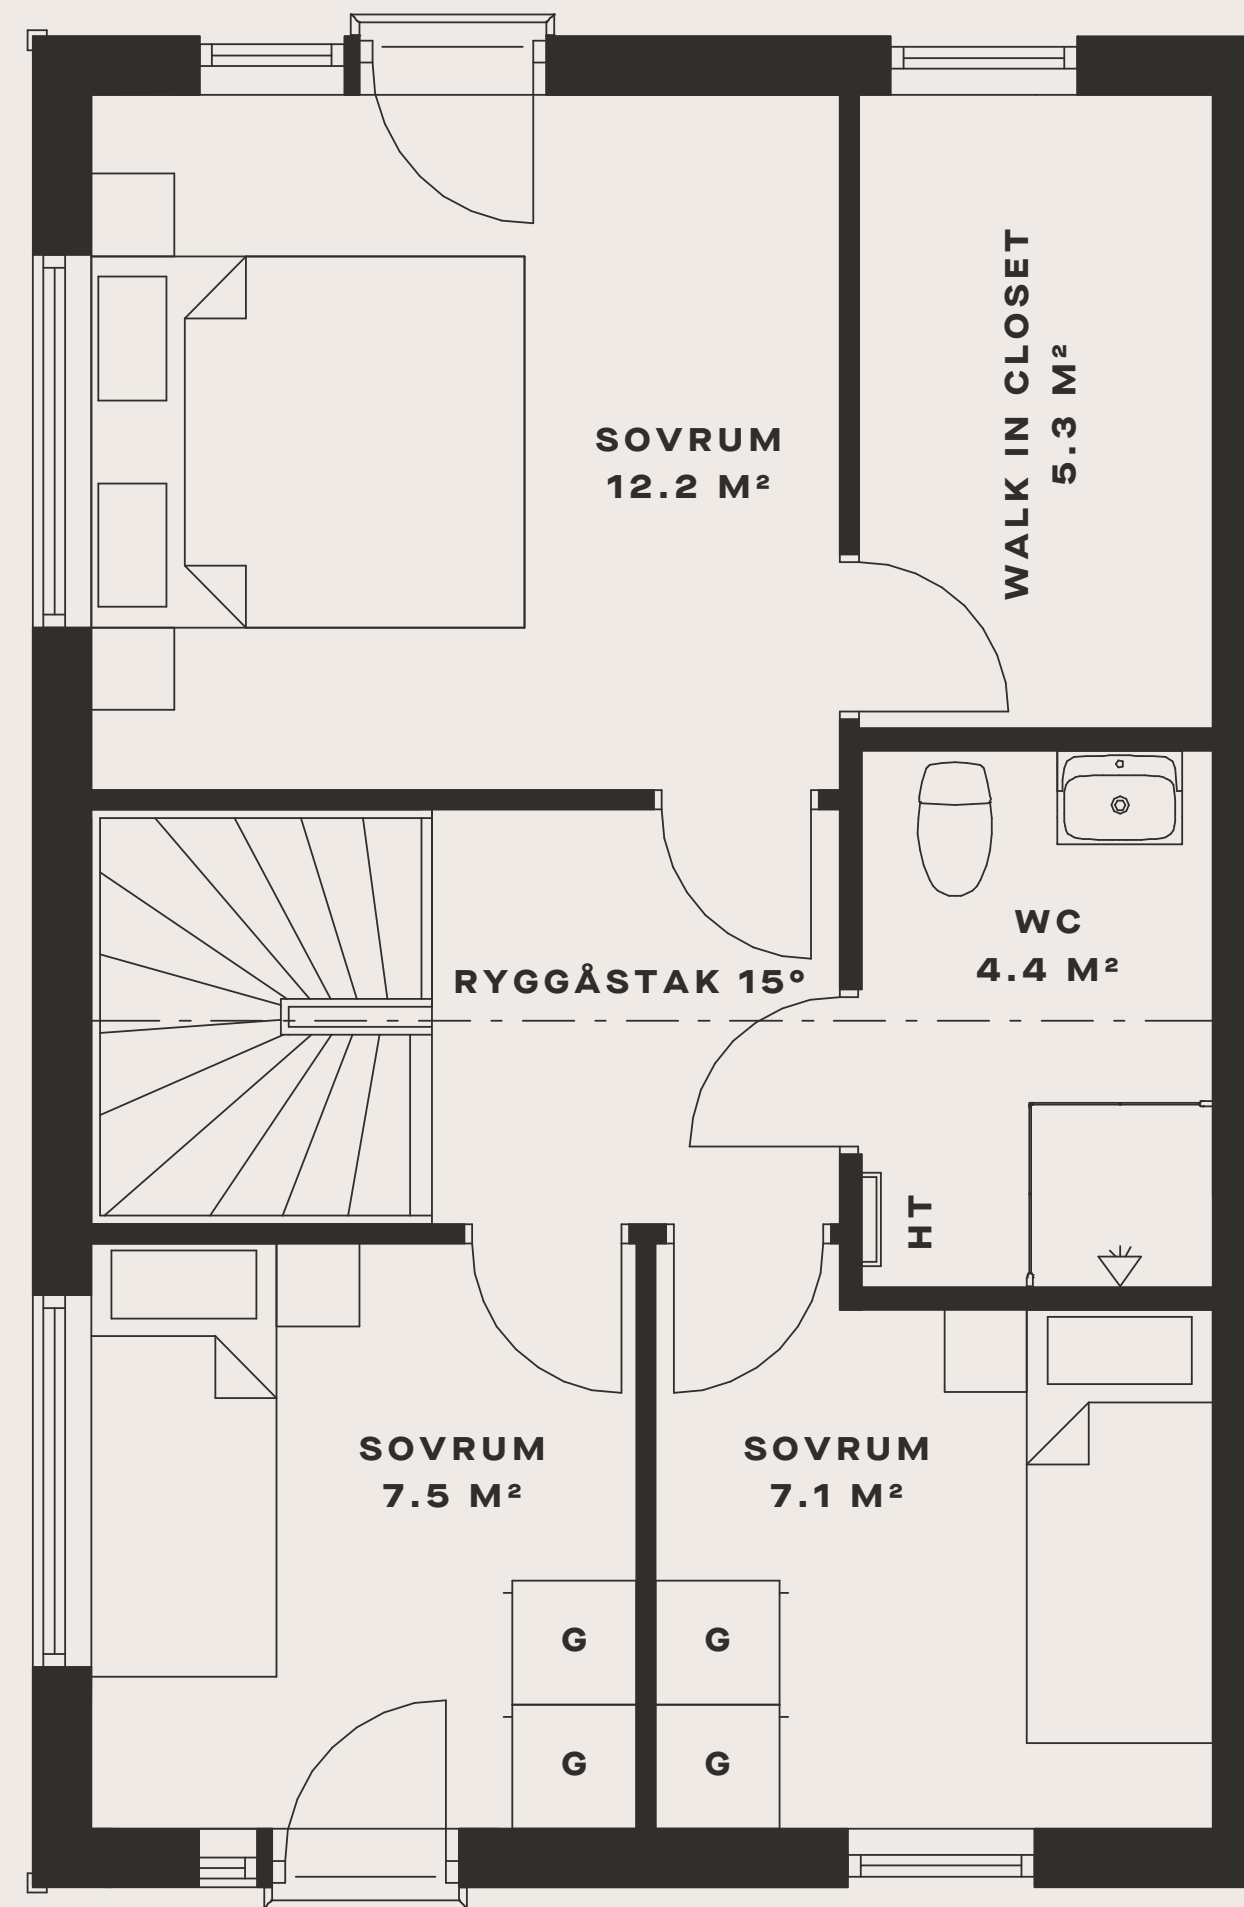 SOVRUM
12.2 M²
WALK IN CLOSET
5.3 M²
WC
4.4 M²
RYGGÅSTAK 15°
HT
SOVRUM
7.5 M²
SOVRUM
7.1 M²
G
G
G
G